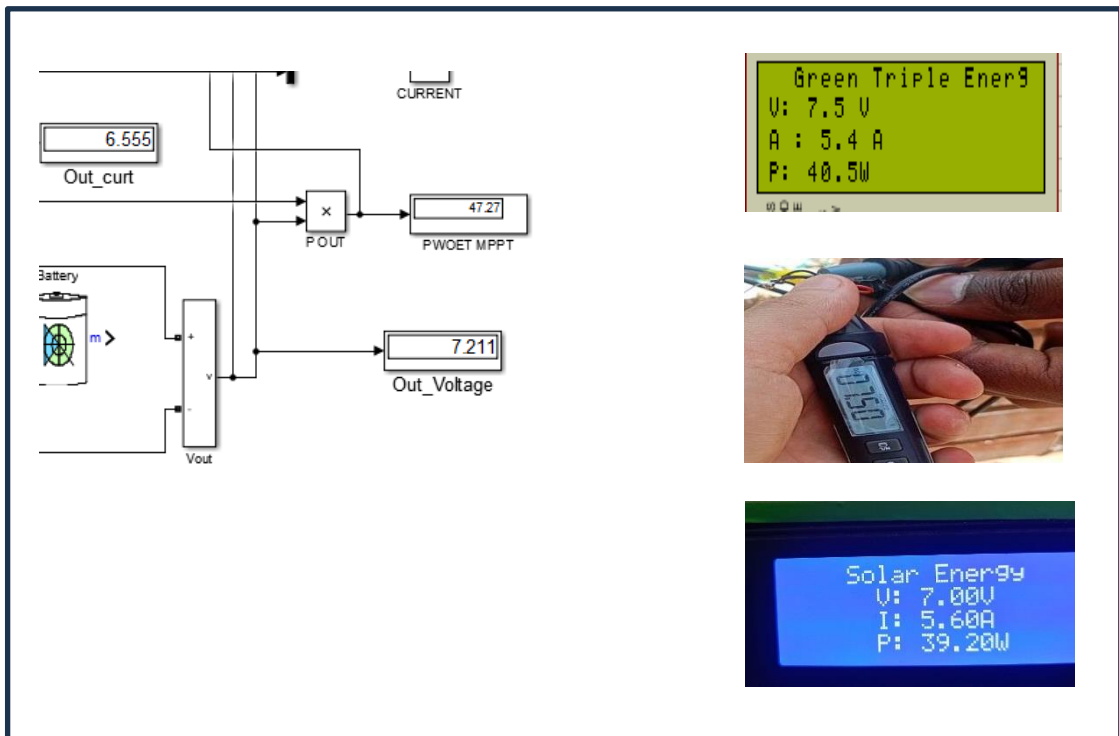 CURRENT
6.555
Out_curt
×
P OUT
47.27
PWOET MPPT
Battery
m
+
v
-
Vout
7.211
Out_Voltage
Green Triple Energ
V: 7.5 V
A : 5.4 A
P: 40.5W
Solar Energy
V: 7.00V
I: 5.60A
P: 39.20W